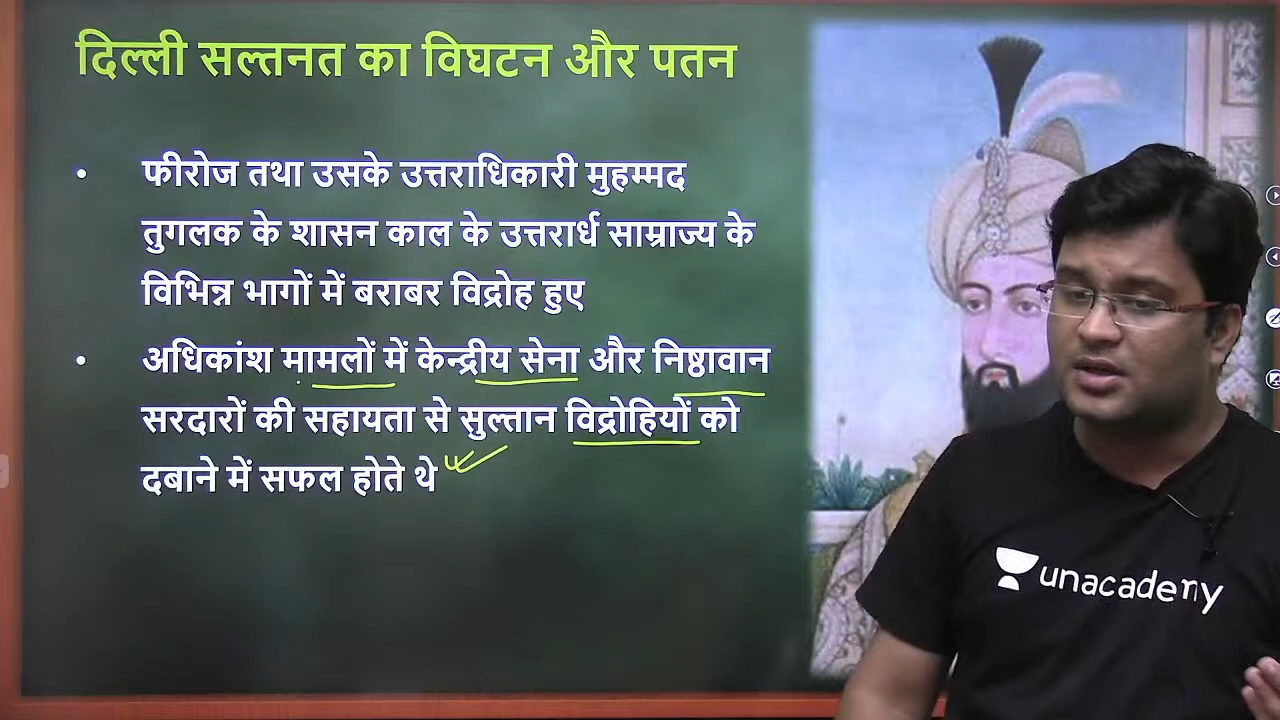 दिल्ली सल्तनत का विघटन और पतन
• फीरोज तथा उसके उत्तराधिकारी मुहम्मद
तुगलक के शासन काल के उत्तरार्ध साम्राज्य के
विभिन्न भागों में बराबर विद्रोह हुए
• अधिकांश मामलों में केन्द्रीय सेना और निष्ठावान
सरदारों की सहायता से सुल्तान विद्रोहियों को
दबाने में सफल होते थे
unacademy